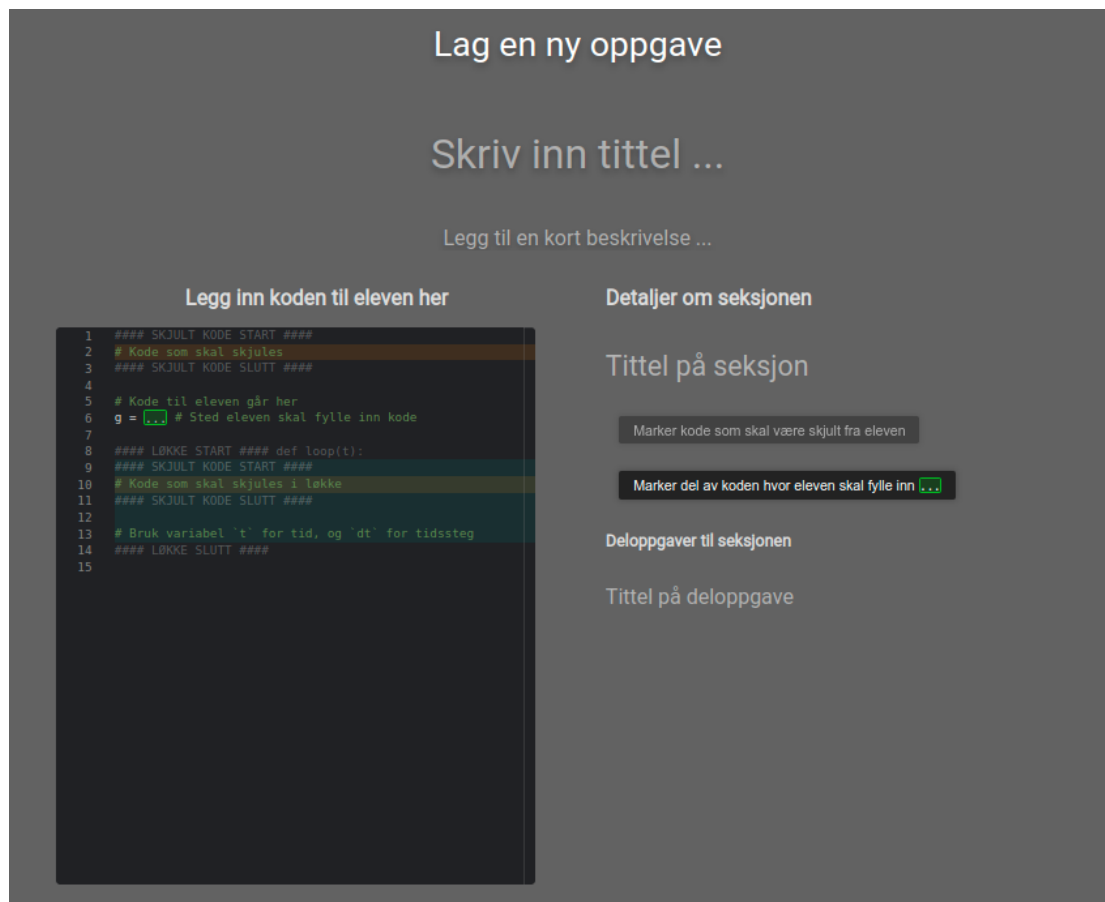 Lag en ny oppgave
Skriv inn tittel ...
Legg til en kort beskrivelse ...
Legg inn koden til eleven her
1 #### SKJULT KODE START ####
2 # Kode som skal skjules
3 #### SKJULT KODE SLUTT ####
4
5 # Kode til eleven går her
6 g = ... # Sted eleven skal fylle inn kode
7
8 #### LØKKE START #### def loop(t):
9 #### SKJULT KODE START ####
10 # Kode som skal skjules i løkke
11 #### SKJULT KODE SLUTT ####
12
13 # Bruk variabel `t` for tid, og `dt` for tidssteg
14 #### LØKKE SLUTT ####
15
Detaljer om seksjonen
Tittel på seksjon
Marker kode som skal være skjult fra eleven
Marker del av koden hvor eleven skal fylle inn ...
Deloppgaver til seksjonen
Tittel på deloppgave